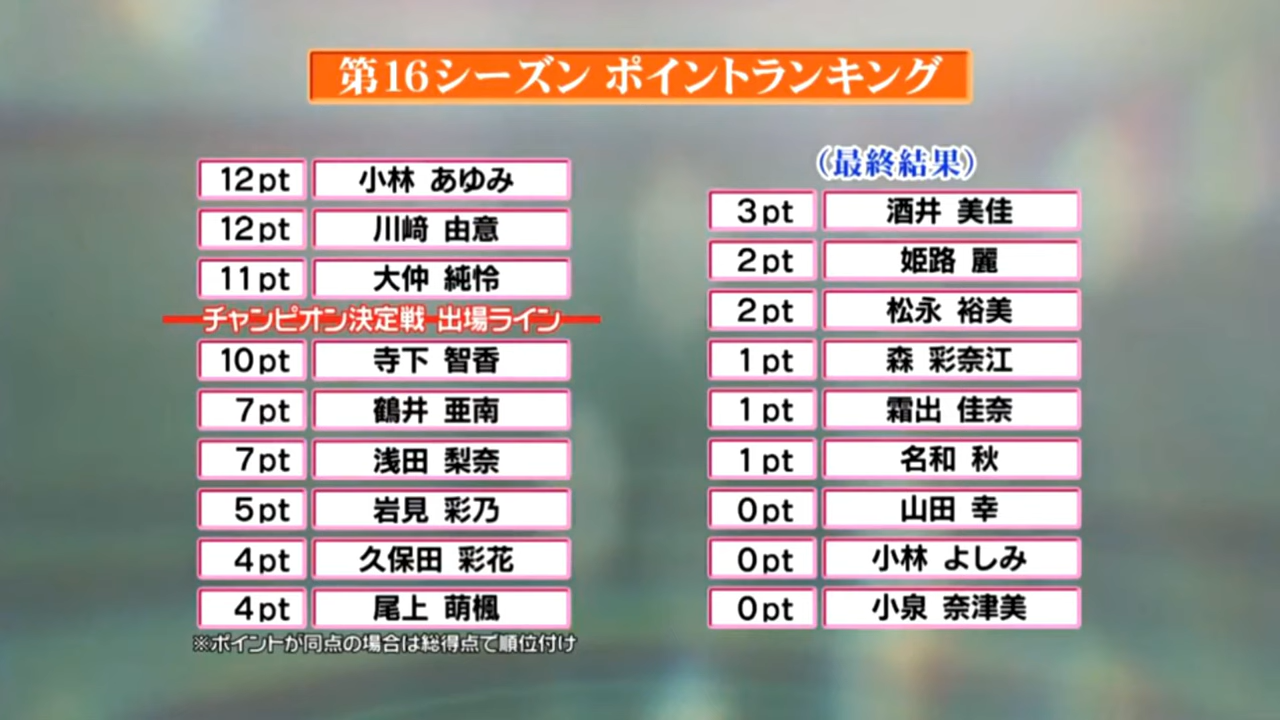 第16シーズン ポイントランキング
12pt 小林 あゆみ
12pt 川﨑 由意
11pt 大仲 純怜
チャンピオン決定戦 出場ライン
10pt 寺下 智香
7pt 鶴井 亜南
7pt 浅田 梨奈
5pt 岩見 彩乃
4pt 久保田 彩花
4pt 尾上 萌楓
※ポイントが同点の場合は総得点で順位付け
(最終結果)
3pt 酒井 美佳
2pt 姫路 麗
2pt 松永 裕美
1pt 森 彩奈江
1pt 霜出 佳奈
1pt 名和 秋
0pt 山田 幸
0pt 小林 よしみ
0pt 小泉 奈津美